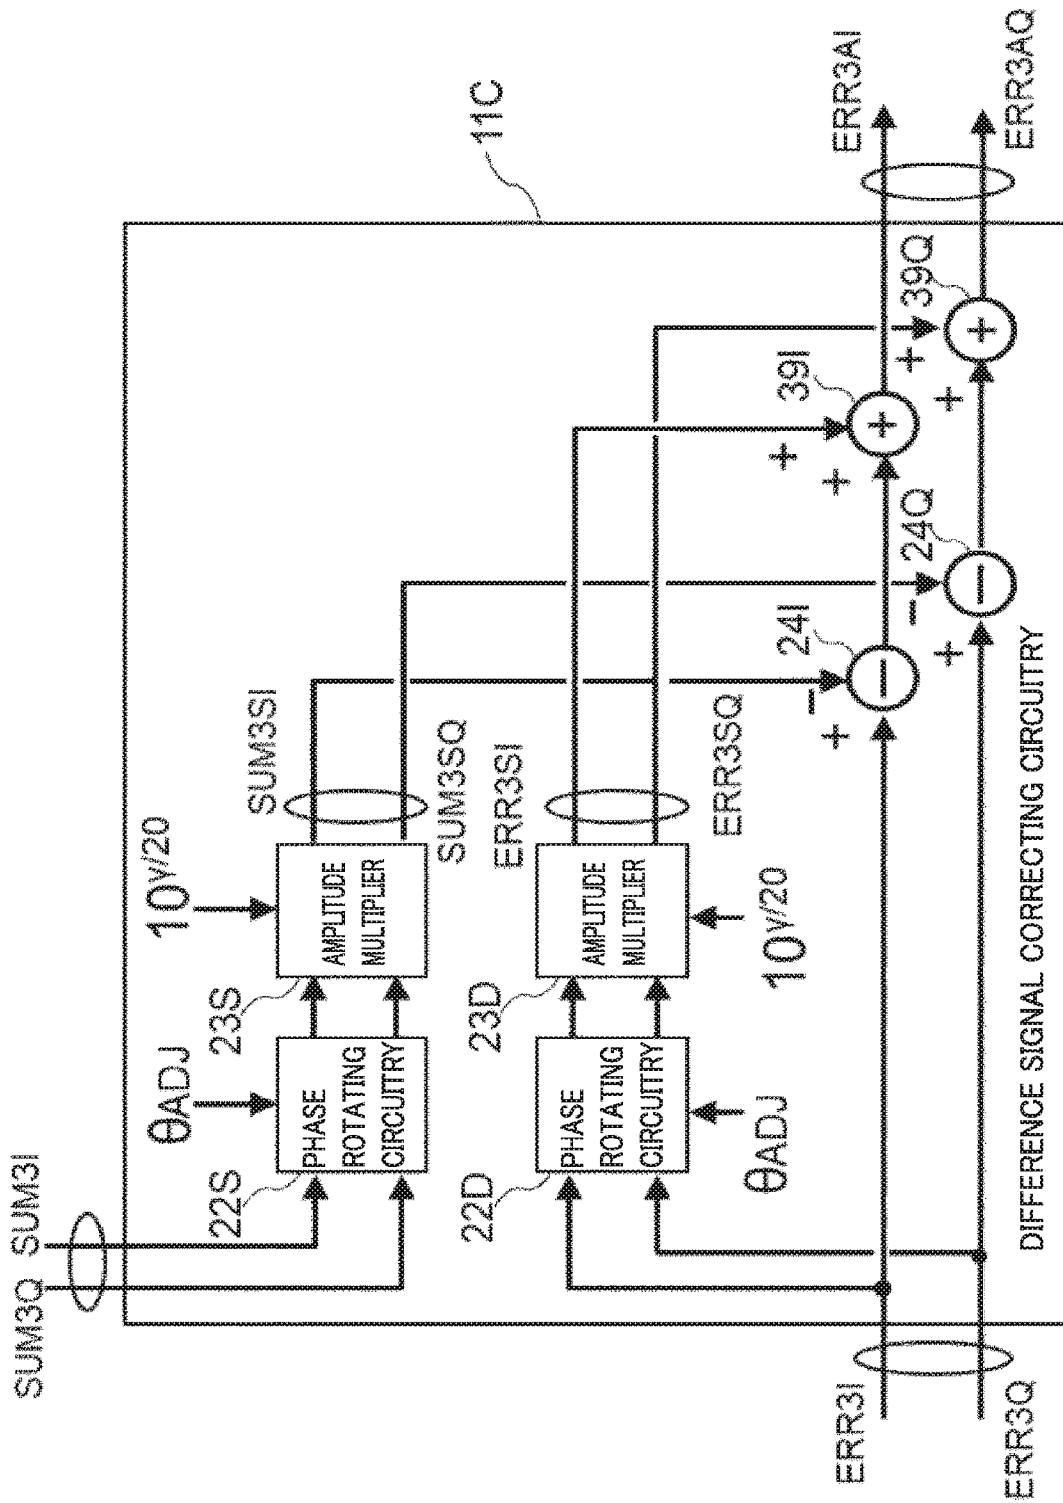 SUM3Q
SUM3I
11C
22S
θADJ
PHASE
ROTATING
CIRCUITRY
23S
10γ/20
AMPLITUDE
MULTIPLIER
SUM3SI
SUM3SQ
22D
θADJ
PHASE
ROTATING
CIRCUITRY
23D
10γ/20
AMPLITUDE
MULTIPLIER
ERR3SI
ERR3SQ
24I
−
+
−
24Q
−
+
−
39I
+
+
+
39Q
+
+
+
ERR3I
ERR3Q
ERR3AI
ERR3AQ
DIFFERENCE SIGNAL CORRECTING CIRCUITRY